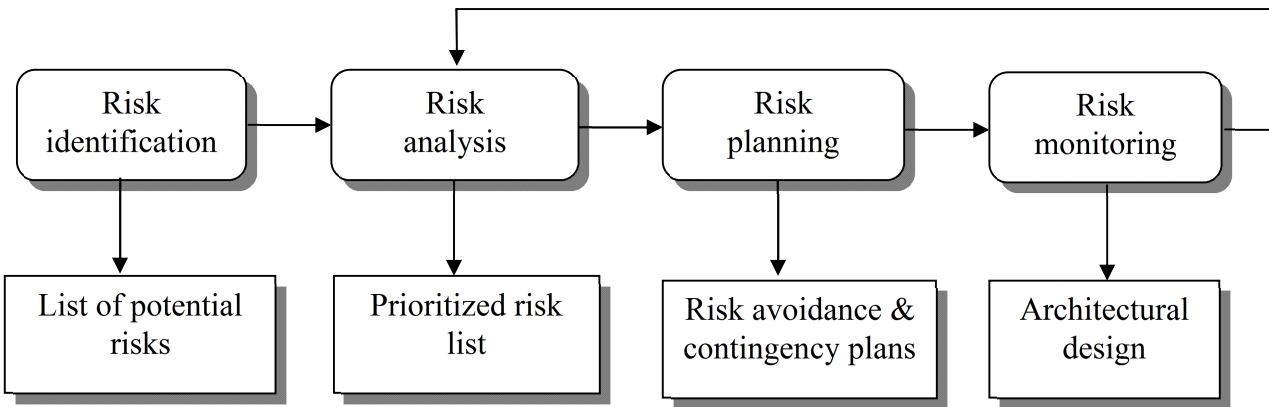 Risk
identification
Risk
analysis
Risk
planning
Risk
monitoring
List of potential
risks
Prioritized risk
list
Risk avoidance &
contingency plans
Architectural
design